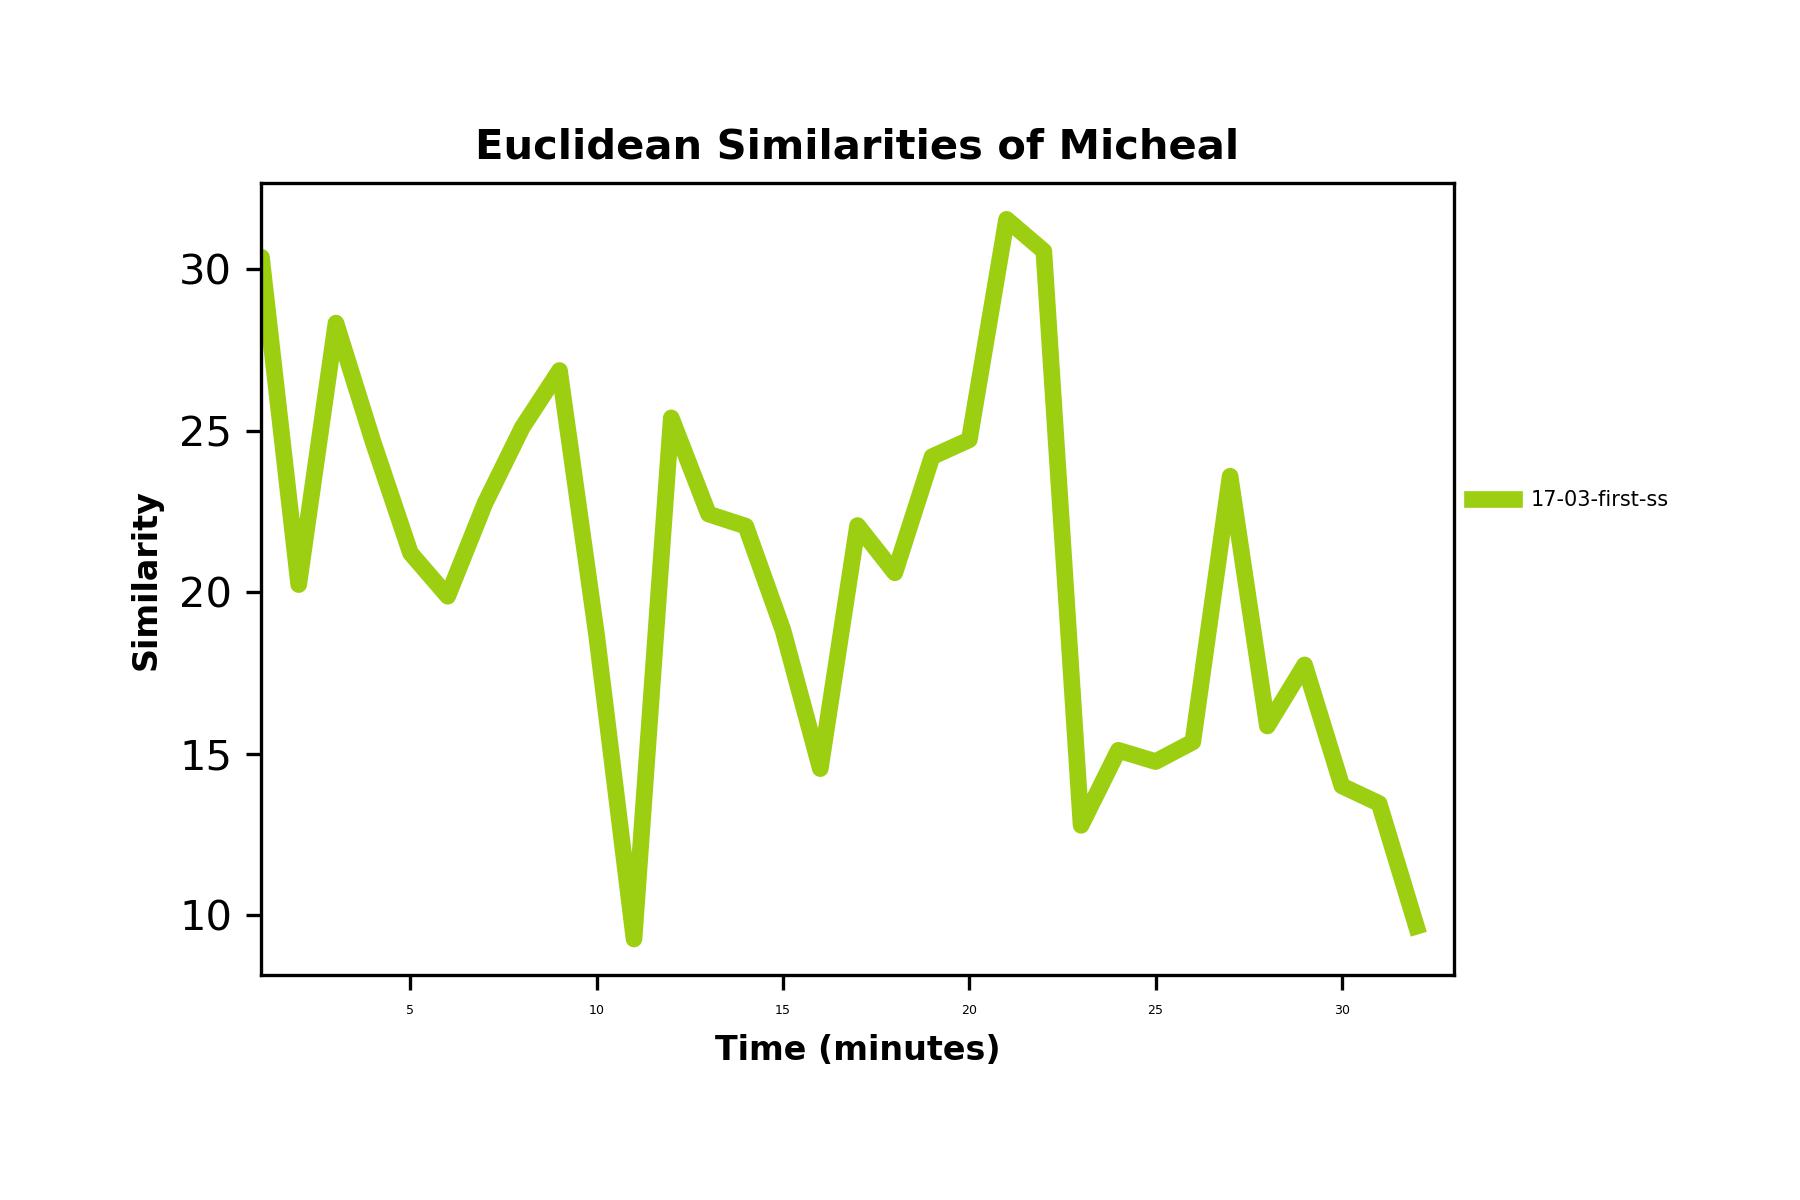 Euclidean Similarities of Micheal
Similarity
30
25
20
15
10
5 10 15 20 25 30
Time (minutes)
17-03-first-ss